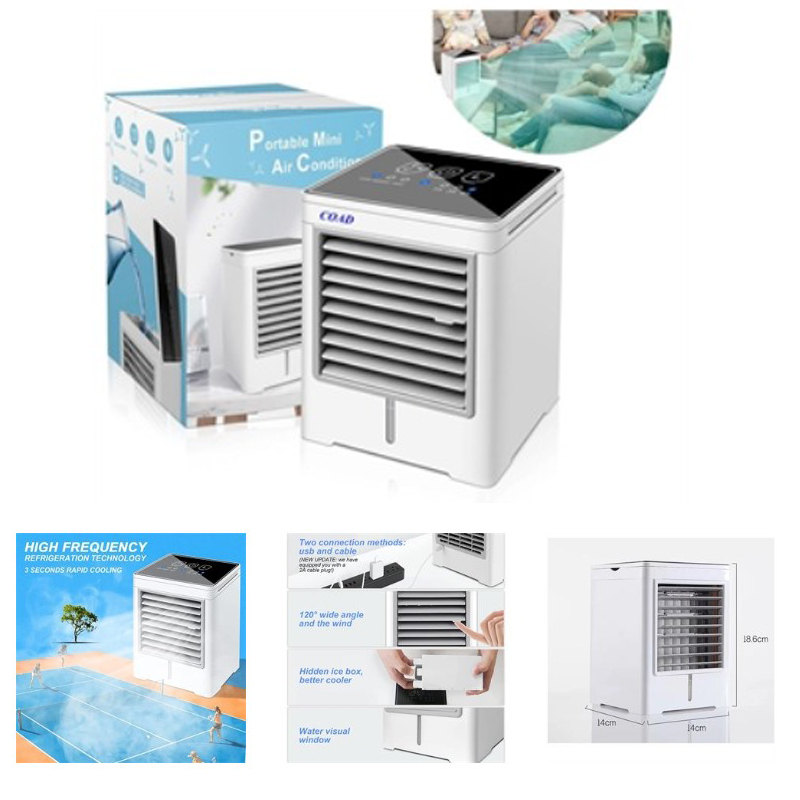 Portable Mini
Air Condition
COAD
HIGH FREQUENCY
REFRIGERATION TECHNOLOGY
3 SECONDS RAPID COOLING
Two connection methods:
usb and cable
(NEW UPDATE: we have
equipped you with a
2A cable plug!)
120° wide angle
and the wind
Hidden ice box,
better cooler
Water visual
window
18.6cm
14cm
14cm